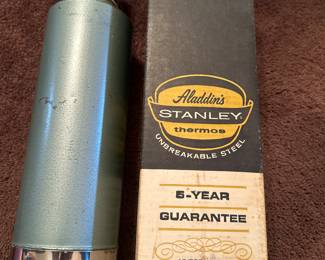 Aladdin's
STANLEY
thermos
UNBREAKABLE STEEL
5-YEAR
GUARANTEE